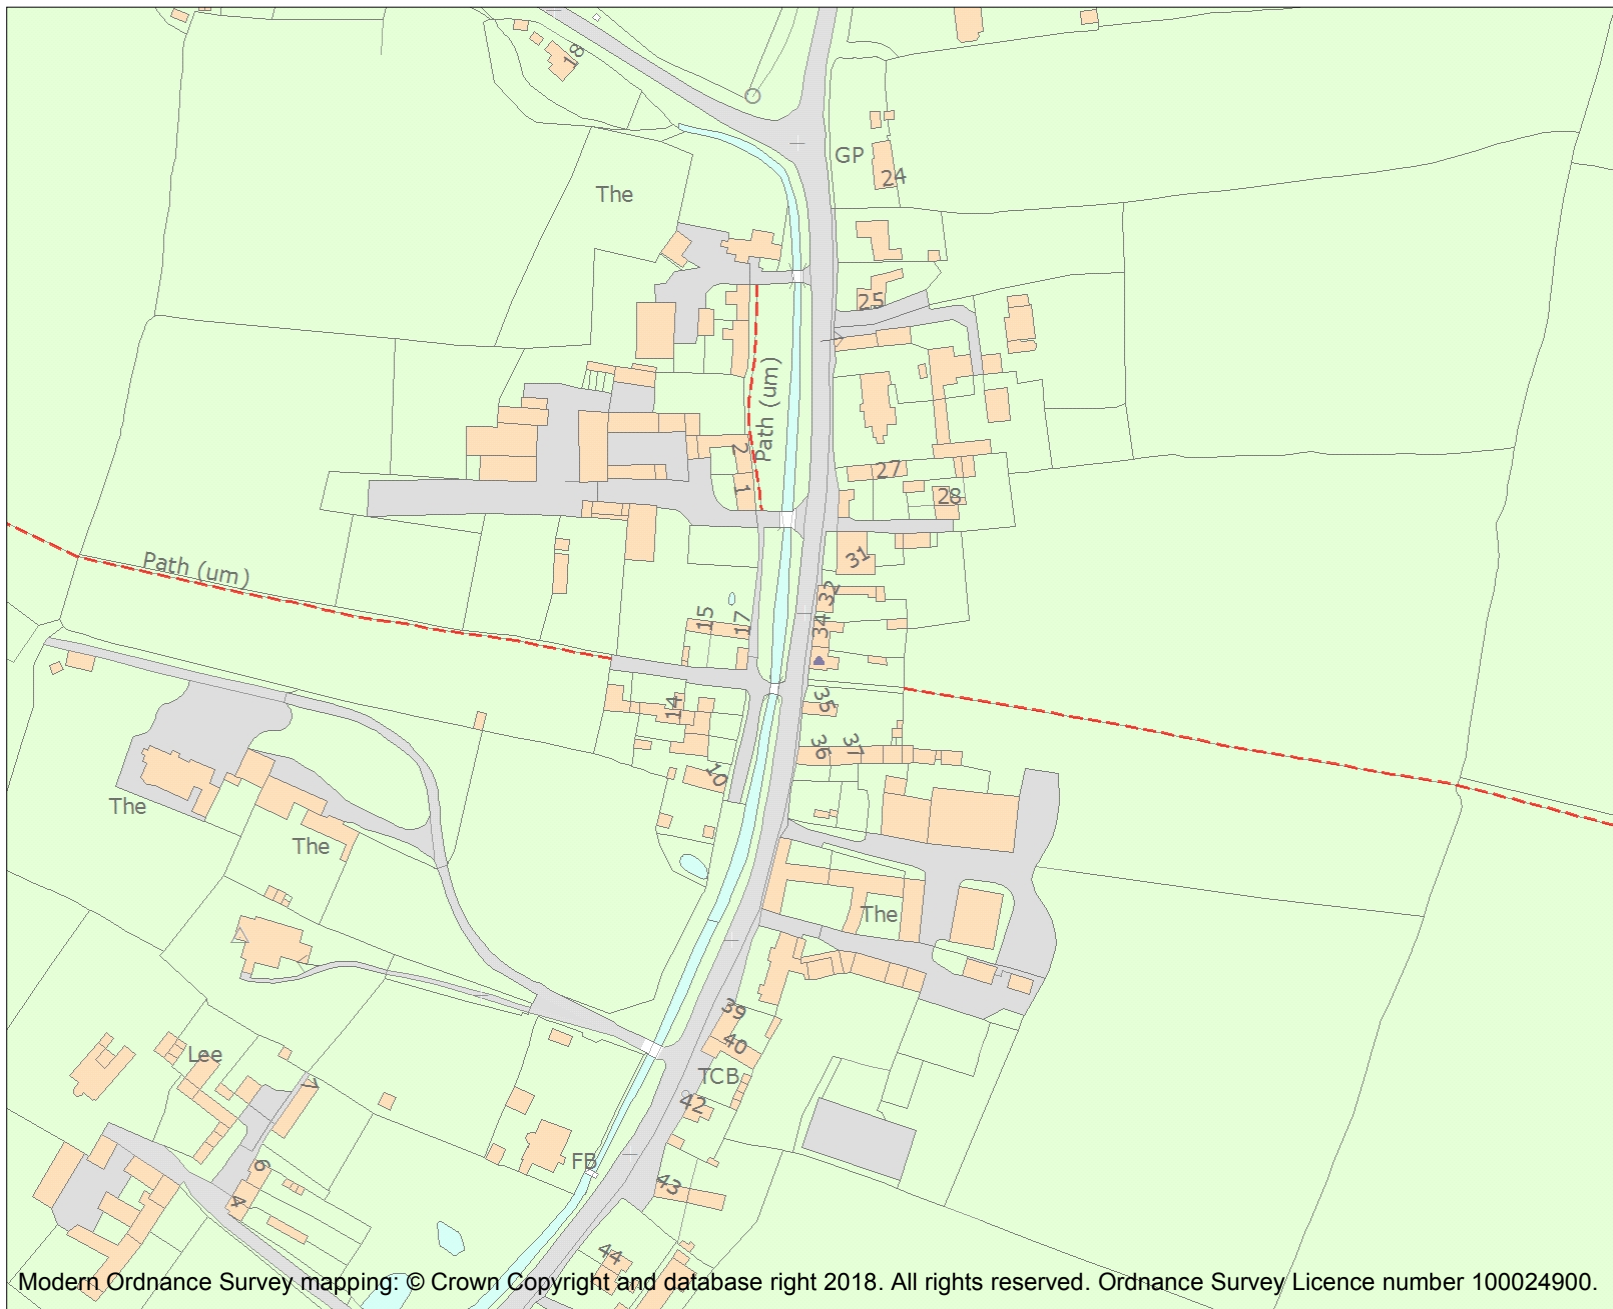 18
GP
24
The
25
Path (um)
2
1
27
28
31
Path (um)
32
15
17
34
14
35
36
37
10
The
The
The
39
40
Lee
TCB
7
42
FB
6
43
4
44
Modern Ordnance Survey mapping: © Crown Copyright and database right 2018. All rights reserved. Ordnance Survey Licence number 100024900.